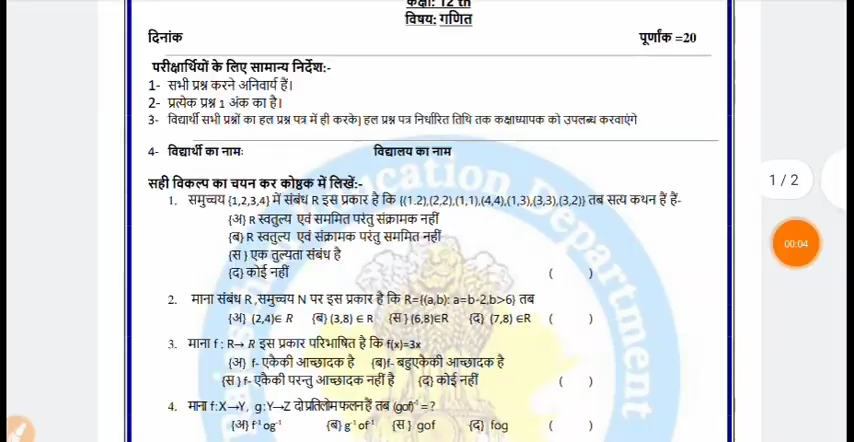 कक्षा: 12 th
विषय: गणित
दिनांक पूर्णांक =20
परीक्षार्थियों के लिए सामान्य निर्देश:-
1- सभी प्रश्न करने अनिवार्य हैं।
2- प्रत्येक प्रश्न 1 अंक का है।
3- विद्यार्थी सभी प्रश्नों का हल प्रश्न पत्र में ही करके| हल प्रश्न पत्र निर्धारित तिथि तक कक्षाध्यापक को उपलब्ध करवाएंगे
4- विद्यार्थी का नामः विद्यालय का नाम
सही विकल्प का चयन कर कोष्ठक में लिखें:-
1. समुच्चय {1,2,3,4} में संबंध R इस प्रकार है कि {(1.2),(2,2),(1,1),(4,4),(1,3),(3,3),(3,2)} तब सत्य कथन हैं हैं-
{अ} R स्वतुल्य एवं सममित परंतु संक्रामक नहीं
{ब} R स्वतुल्य एवं संक्रामक परंतु सममित नहीं
{स } एक तुल्यता संबंध है
{द} कोई नहीं ( )
2. माना संबंध R ,समुच्चय N पर इस प्रकार है कि R={(a,b): a=b-2,b>6} तब
{अ} (2,4)∈ R {ब} (3,8) ∈ R {स } (6,8)∈R {द} (7,8) ∈R ( )
3. माना f : R→ R इस प्रकार परिभाषित है कि f(x)=3x
{अ} f- एकैकी आच्छादक है {ब}f- बहुएकैकी आच्छादक है
{स } f- एकैकी परन्तु आच्छादक नहीं है {द} कोई नहीं ( )
4. माना f:X→Y, g:Y→Z दो प्रतिलोम फलन हैं तब (gof)⁻¹ = ?
{अ} f⁻¹og⁻¹ {ब} g⁻¹of⁻¹ {स} gof {द} fog ( )
1 / 2
00:04
Education Department